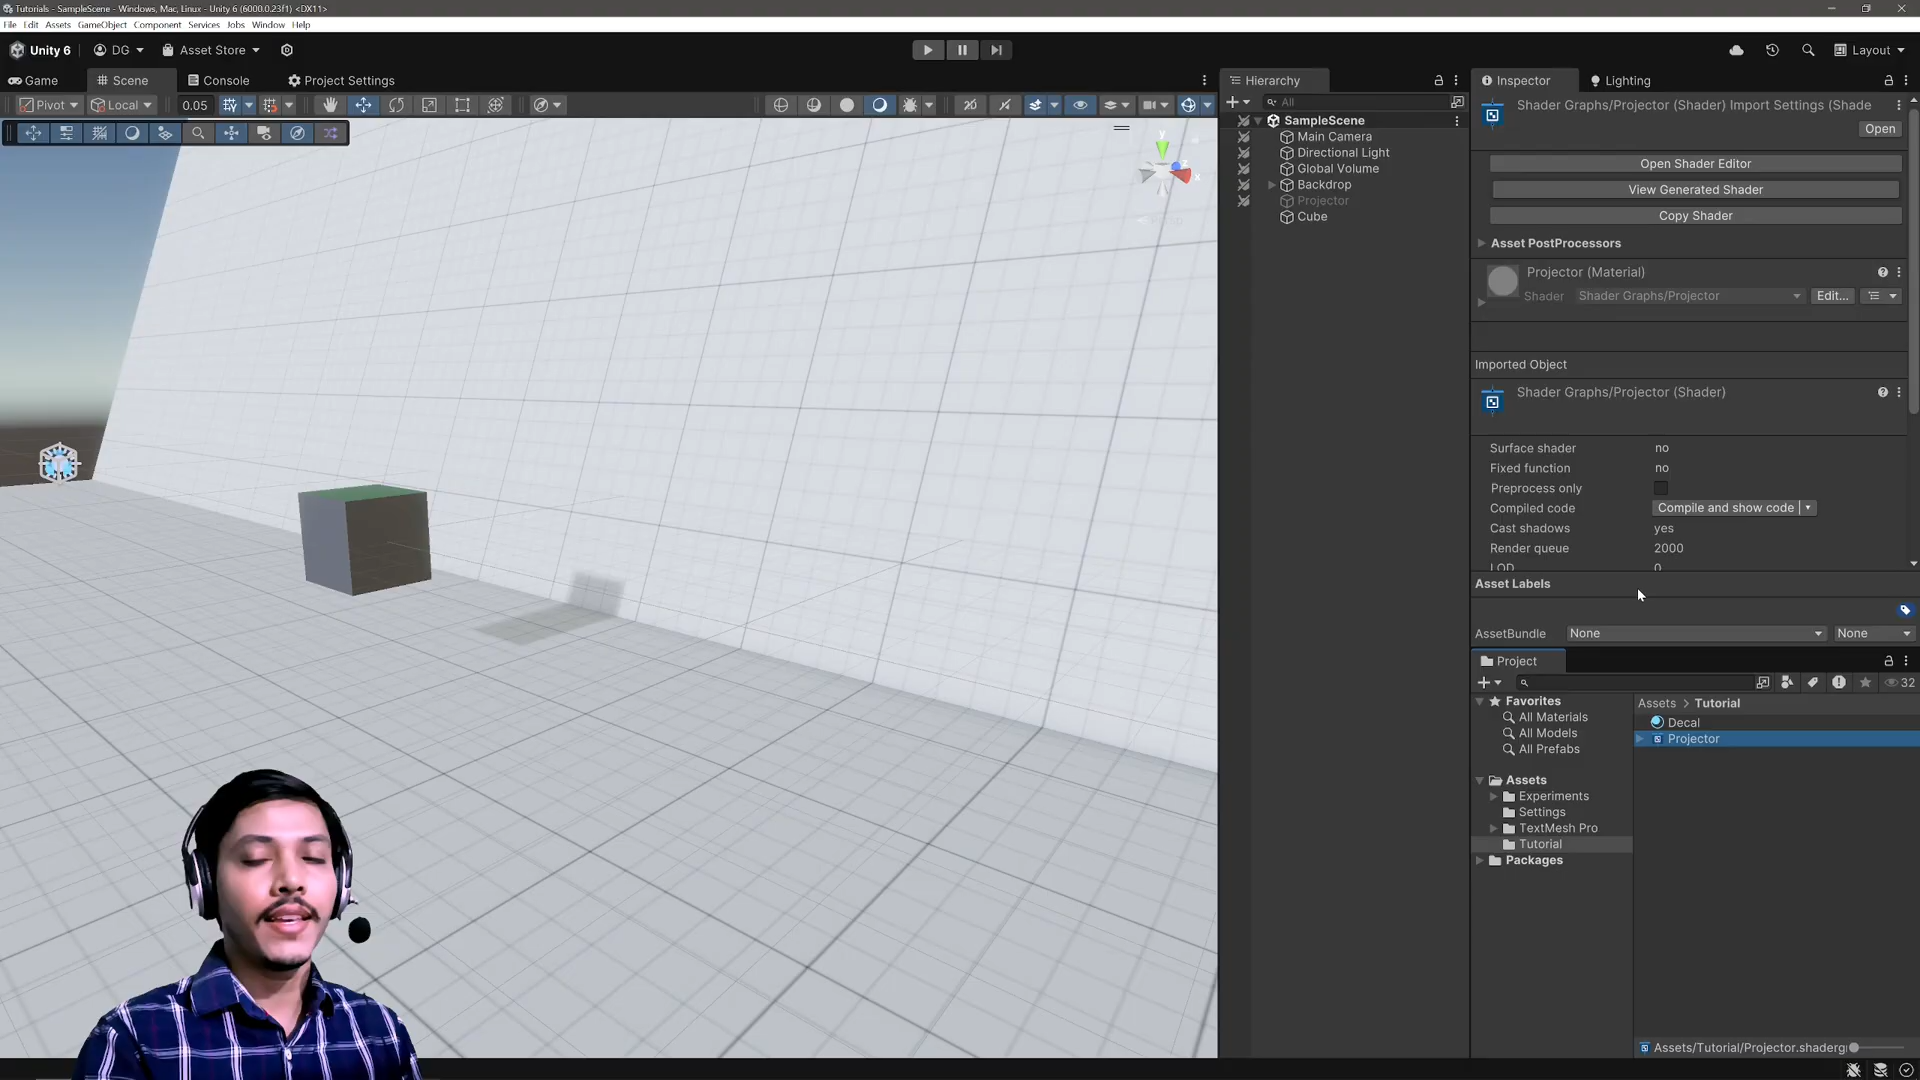 Tutorials - SampleScene - Windows, Mac, Linux - Unity 6 (6000.0.23f1) <DX11>
File Edit Assets GameObject Component Services Jobs Window Help
Unity 6 DG Asset Store Layout
Game Scene Console Project Settings
Pivot Local 0.05
y
z
x
Hierarchy
All
SampleScene
Main Camera
Directional Light
Global Volume
Backdrop
Projector
Cube
Inspector Lighting
Shader Graphs/Projector (Shader) Import Settings (Shade
Open
Open Shader Editor
View Generated Shader
Copy Shader
Asset PostProcessors
Projector (Material)
Shader Shader Graphs/Projector Edit...
Imported Object
Shader Graphs/Projector (Shader)
Surface shader no
Fixed function no
Preprocess only
Compiled code Compile and show code
Cast shadows yes
Render queue 2000
LOD 0
Asset Labels
AssetBundle None None
Project
32
Favorites
All Materials
All Models
All Prefabs
Assets
Experiments
Settings
TextMesh Pro
Tutorial
Packages
Assets > Tutorial
Decal
Projector
Assets/Tutorial/Projector.shadergr